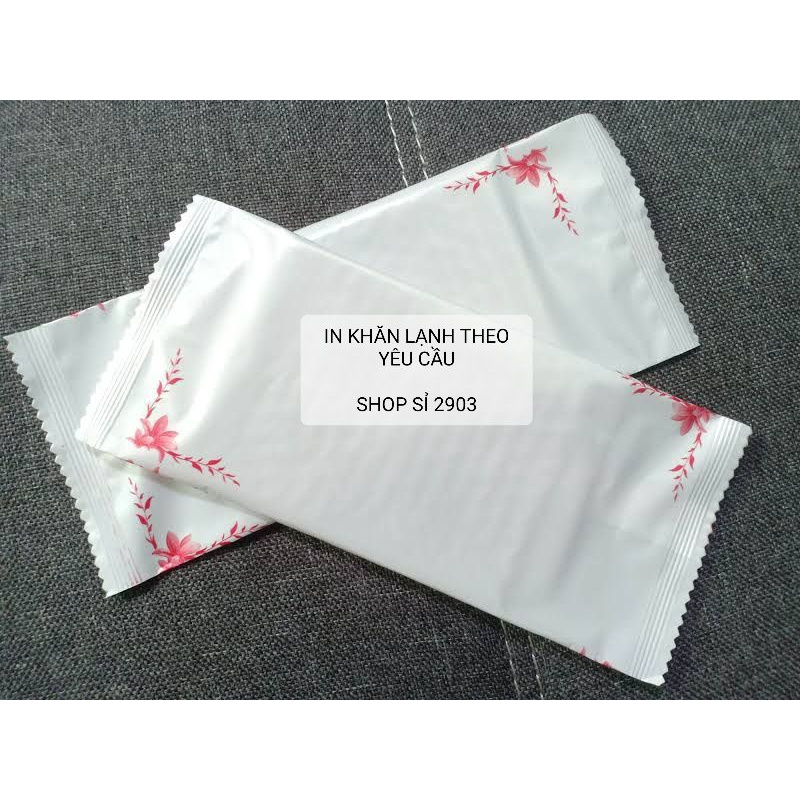 IN KHĂN LẠNH THEO
YÊU CẦU
SHOP SỈ 2903